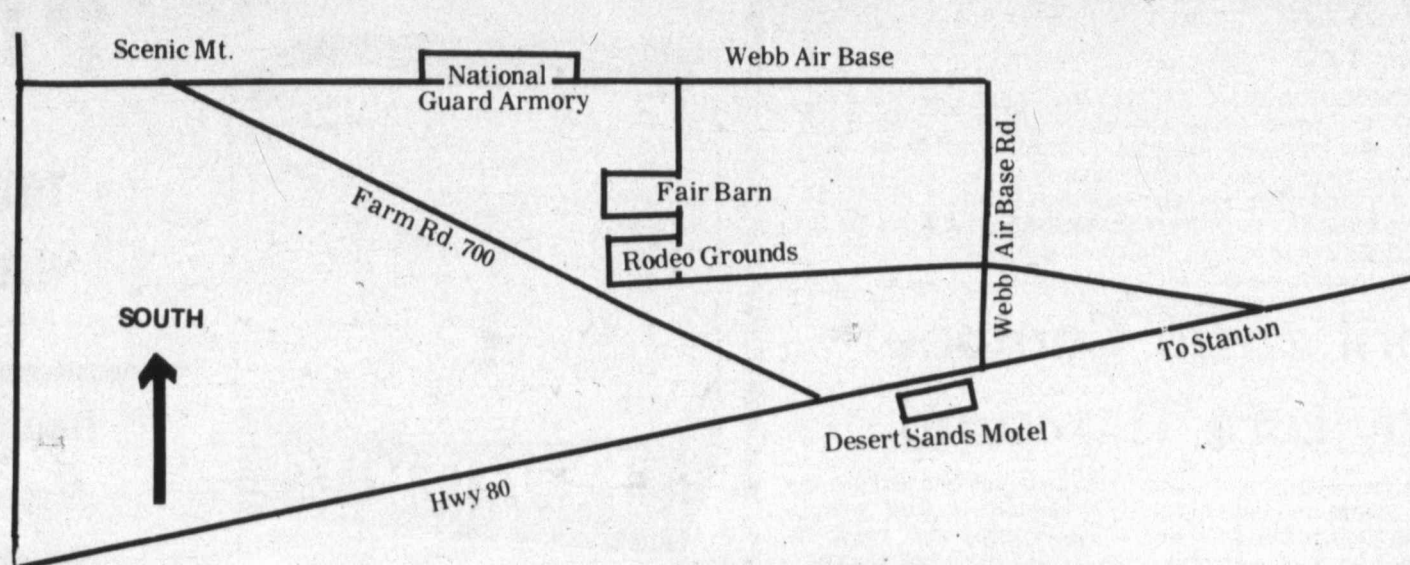 Scenic Mt.
National
Guard Armory
Webb Air Base
Webb Air Base Rd.
Fair Barn
Farm Rd. 700
Rodeo Grounds
SOUTH
To Stanton
Desert Sands Motel
Hwy 80